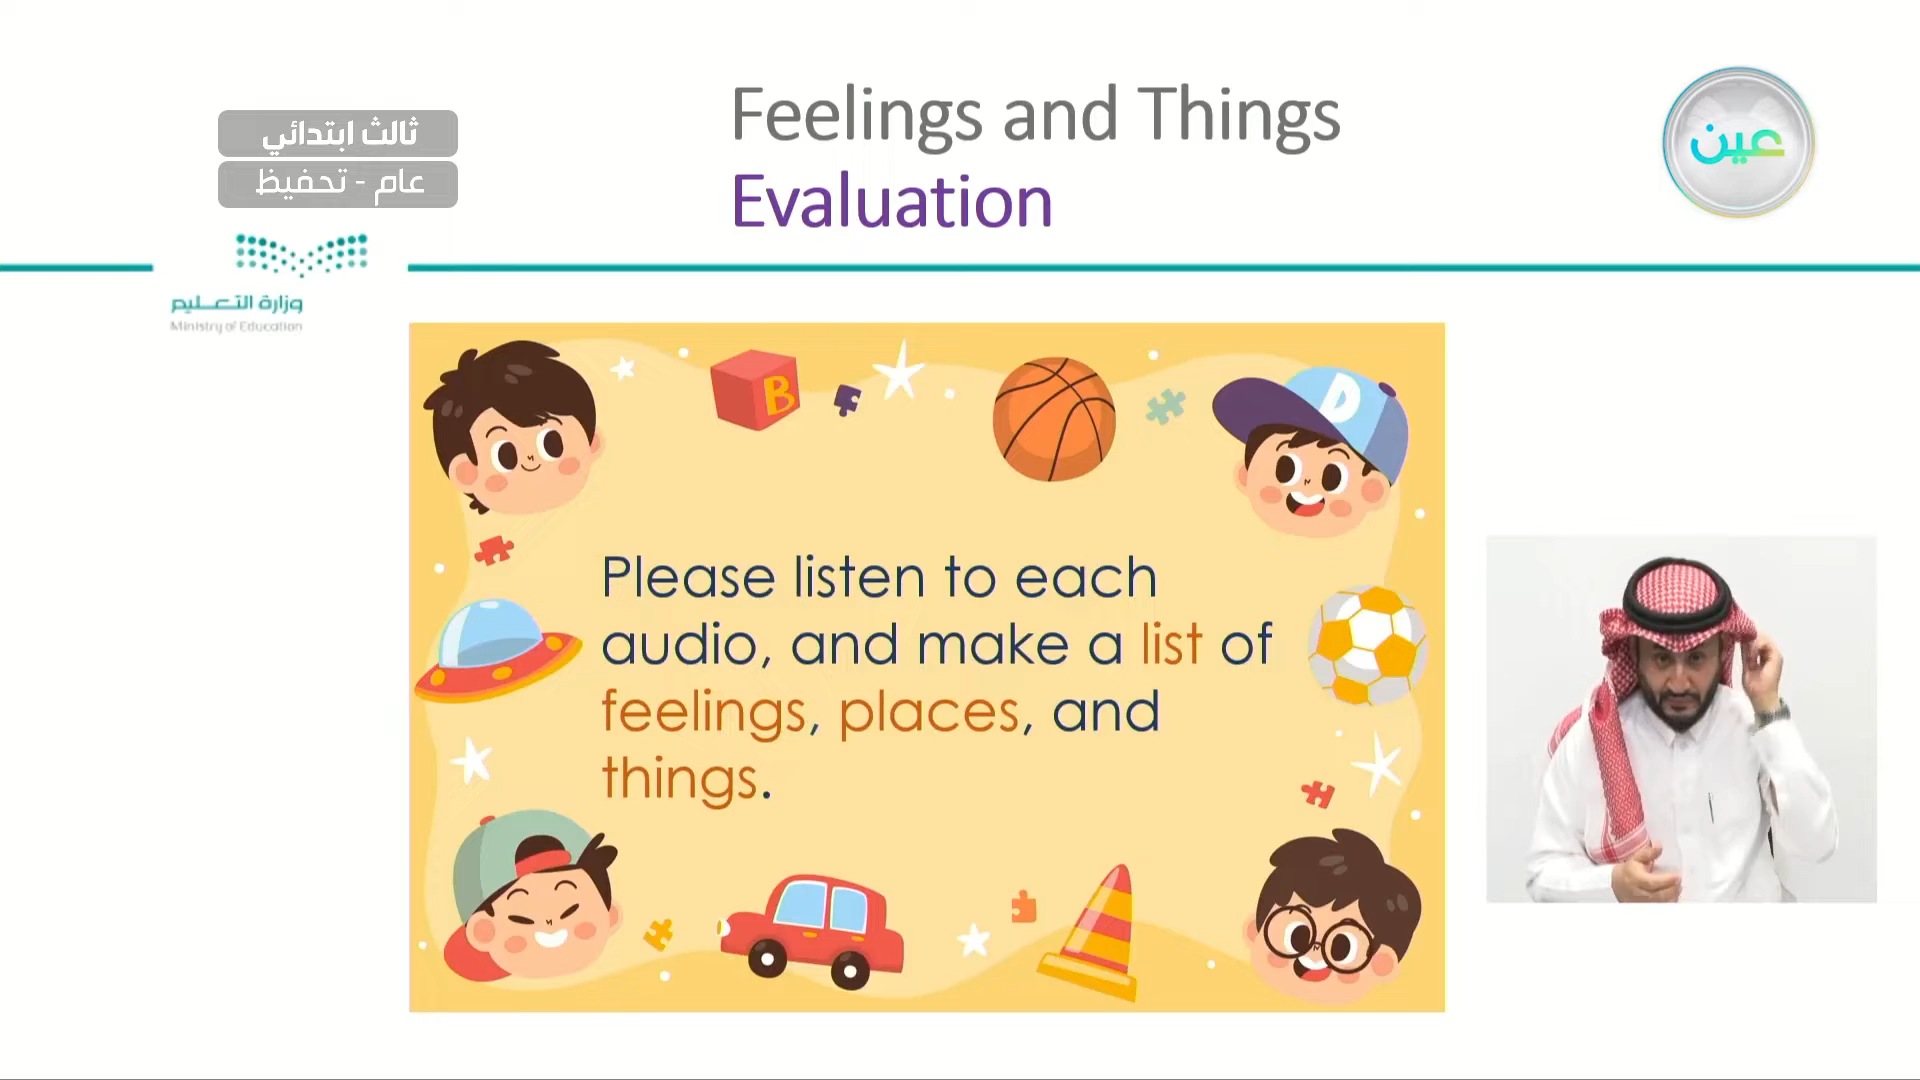 Feelings and Things
Evaluation
ثالث ابتدائي
عام - تحفيظ
عين
وزارة التعليم
Ministry of Education
B
D
Please listen to each
audio, and make a list of
feelings, places, and
things.